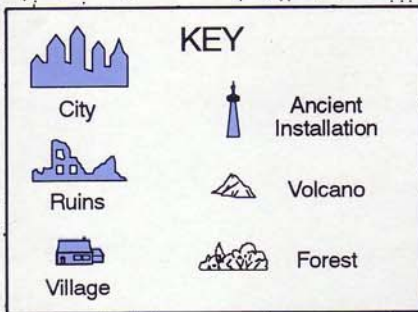 KEY
City
Ancient
Installation
Ruins
Volcano
Village
Forest